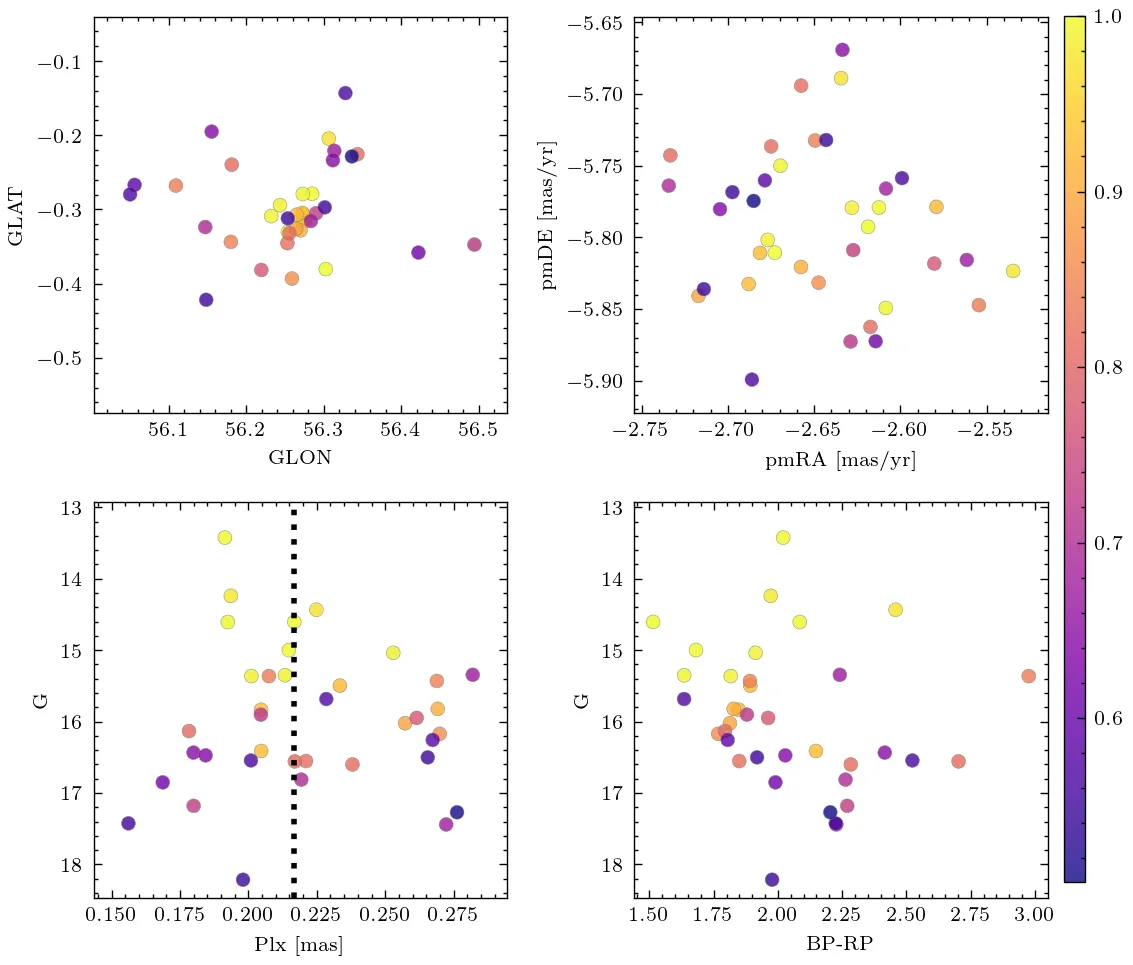 −0.1
−0.2
−0.3
−0.4
−0.5
GLAT
56.1 56.2 56.3 56.4 56.5
GLON
−5.65
−5.70
−5.75
−5.80
−5.85
−5.90
pmDE [mas/yr]
−2.75 −2.70 −2.65 −2.60 −2.55
pmRA [mas/yr]
1.0
0.9
0.8
0.7
0.6
13
14
15
16
17
18
G
0.150 0.175 0.200 0.225 0.250 0.275
Plx [mas]
13
14
15
16
17
18
G
1.50 1.75 2.00 2.25 2.50 2.75 3.00
BP-RP